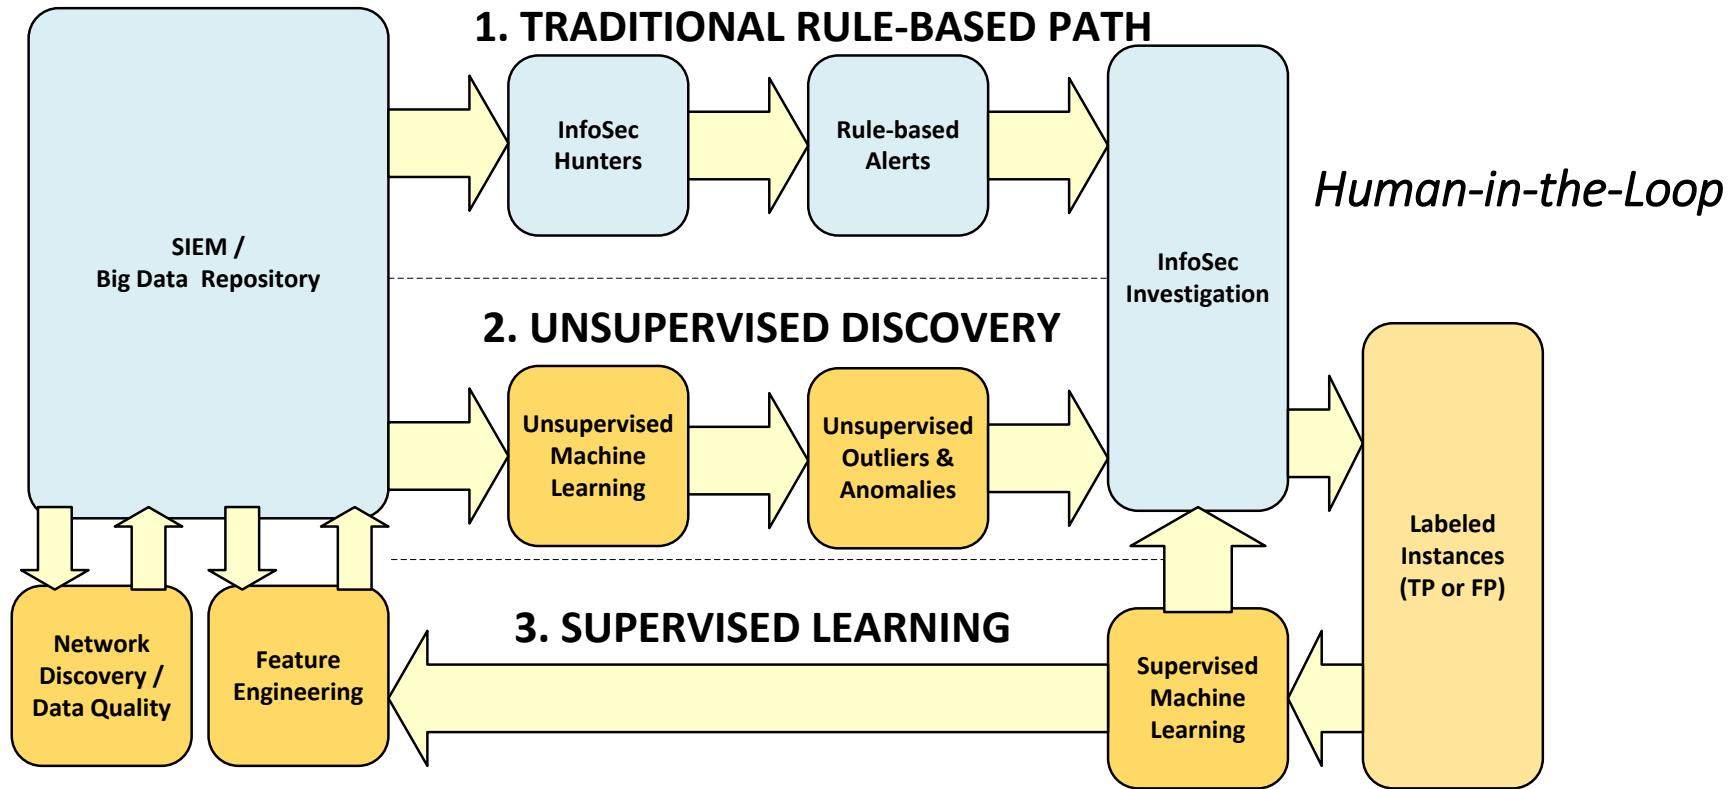 1. TRADITIONAL RULE-BASED PATH
InfoSec
Hunters
Rule-based
Alerts
Human-in-the-Loop
SIEM /
Big Data Repository
InfoSec
Investigation
2. UNSUPERVISED DISCOVERY
Unsupervised
Machine
Learning
Unsupervised
Outliers &
Anomalies
Labeled
Instances
(TP or FP)
3. SUPERVISED LEARNING
Network
Discovery /
Data Quality
Feature
Engineering
Supervised
Machine
Learning